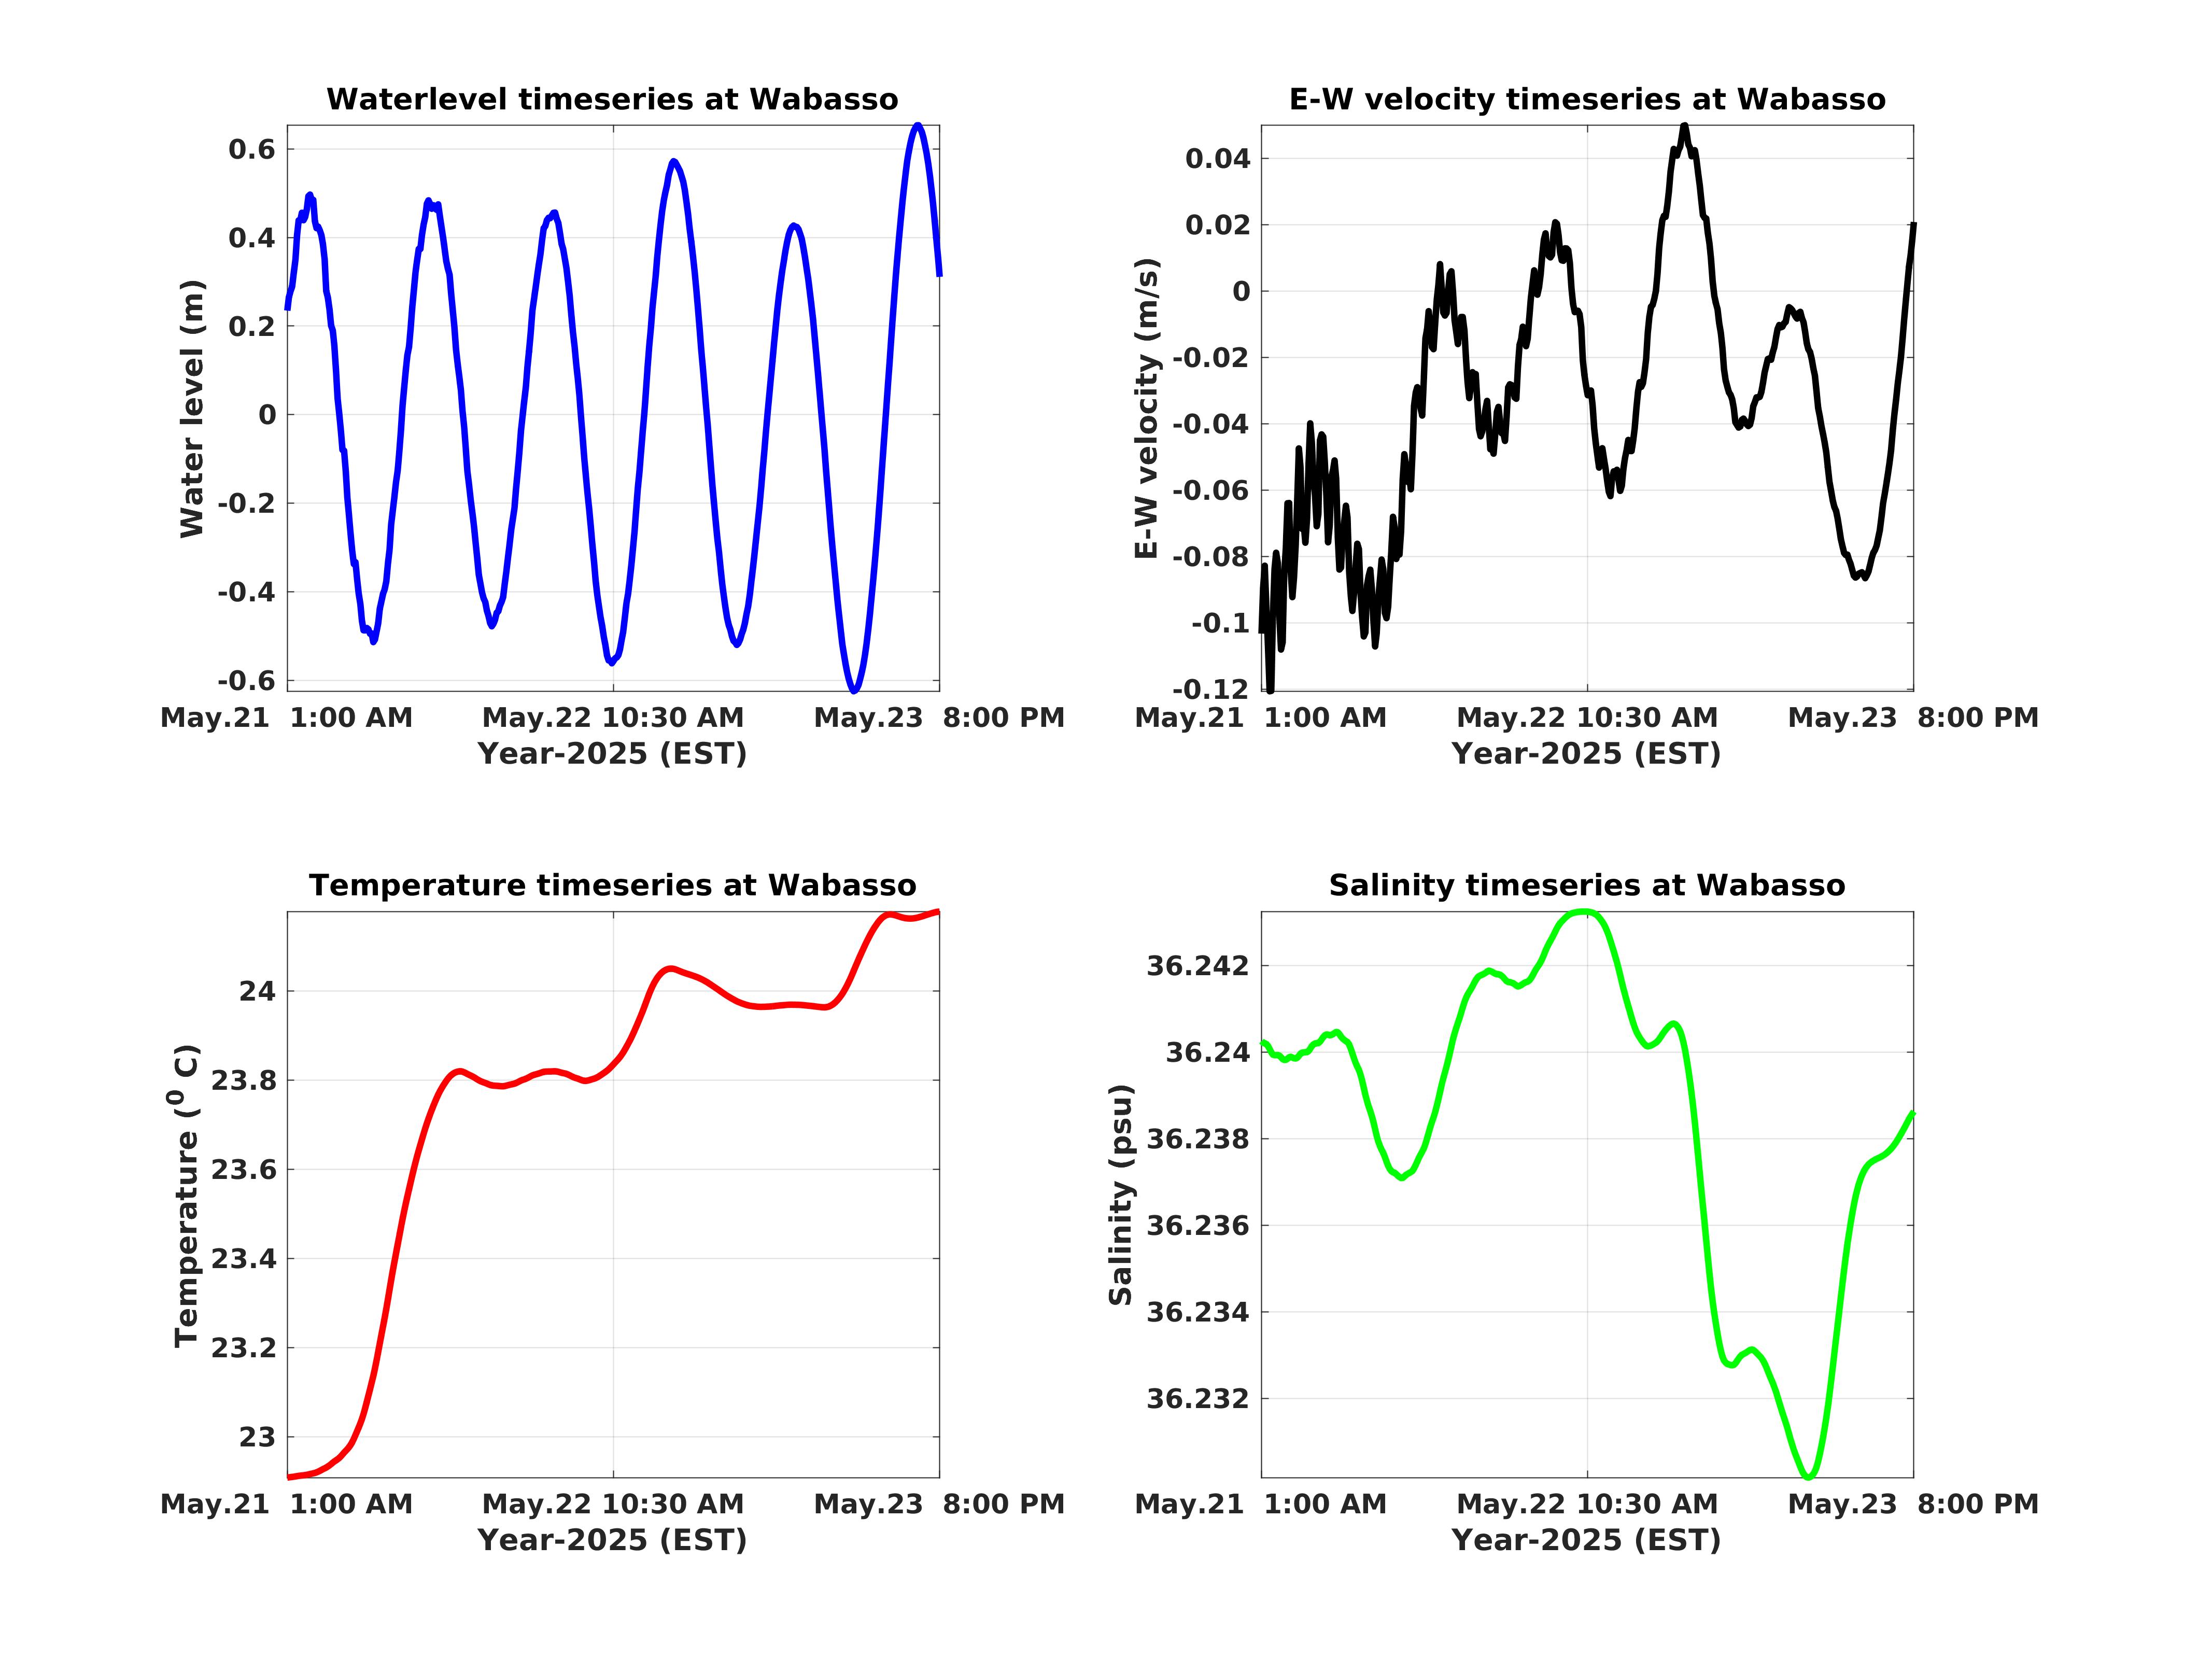 Waterlevel timeseries at Wabasso
0.6
0.4
0.2
0
-0.2
-0.4
-0.6
Water level (m)
May.21  1:00 AM
May.22 10:30 AM
May.23  8:00 PM
Year-2025 (EST)
E-W velocity timeseries at Wabasso
0.04
0.02
0
-0.02
-0.04
-0.06
-0.08
-0.1
-0.12
E-W velocity (m/s)
May.21  1:00 AM
May.22 10:30 AM
May.23  8:00 PM
Year-2025 (EST)
Temperature timeseries at Wabasso
24
23.8
23.6
23.4
23.2
23
Temperature (⁰ C)
May.21  1:00 AM
May.22 10:30 AM
May.23  8:00 PM
Year-2025 (EST)
Salinity timeseries at Wabasso
36.242
36.24
36.238
36.236
36.234
36.232
Salinity (psu)
May.21  1:00 AM
May.22 10:30 AM
May.23  8:00 PM
Year-2025 (EST)